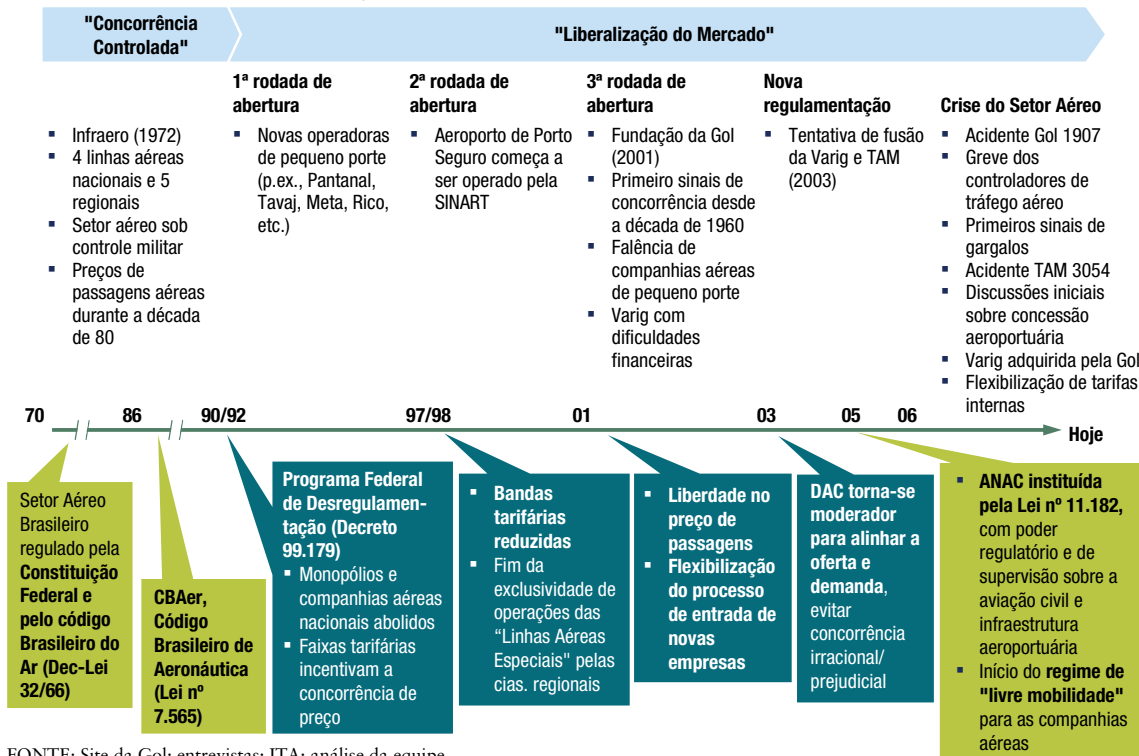 "Concorrência
Controlada"
"Liberalização do Mercado"
1ª rodada de
abertura
2ª rodada de
abertura
3ª rodada de
abertura
Nova
regulamentação
Crise do Setor Aéreo
▪ Infraero (1972)
▪ 4 linhas aéreas
nacionais e 5
regionais
▪ Setor aéreo sob
controle militar
▪ Preços de
passagens aéreas
durante a década
de 80
▪ Novas operadoras
de pequeno porte
(p.ex., Pantanal,
Tavaj, Meta, Rico,
etc.)
▪ Aeroporto de Porto
Seguro começa a
ser operado pela
SINART
▪ Fundação da Gol
(2001)
▪ Primeiro sinais de
concorrência desde
a década de 1960
▪ Falência de
companhias aéreas
de pequeno porte
▪ Varig com
dificuldades
financeiras
▪ Tentativa de fusão
da Varig e TAM
(2003)
▪ Acidente Gol 1907
▪ Greve dos
controladores de
tráfego aéreo
▪ Primeiros sinais de
gargalos
▪ Acidente TAM 3054
▪ Discussões iniciais
sobre concessão
aeroportuária
▪ Varig adquirida pela Gol
▪ Flexibilização de tarifas
internas
70 86 90/92 97/98 01 03 05 06
Hoje
Setor Aéreo
Brasileiro
regulado pela
Constituição
Federal e
pelo código
Brasileiro do
Ar (Dec-Lei
32/66)
CBAer,
Código
Brasileiro de
Aeronáutica
(Lei nº
7.565)
Programa Federal
de Desregulamen-
tação (Decreto
99.179)
▪ Monopólios e
companhias aéreas
nacionais abolidos
▪ Faixas tarifárias
incentivam a
concorrência de
preço
▪ Bandas
tarifárias
reduzidas
▪ Fim da
exclusividade de
operações das
“Linhas Aéreas
Especiais" pelas
cias. regionais
▪ Liberdade no
preço de
passagens
▪ Flexibilização
do processo
de entrada de
novas
empresas
DAC torna-se
moderador
para alinhar a
oferta e
demanda,
evitar
concorrência
irracional/
prejudicial
▪ ANAC instituída
pela Lei nº 11.182,
com poder
regulatório e de
supervisão sobre a
aviação civil e
infraestrutura
aeroportuária
▪ Início do regime de
"livre mobilidade"
para as companhias
aéreas
FONTE: Site da Gol; entrevistas; ITA; análise da equipe